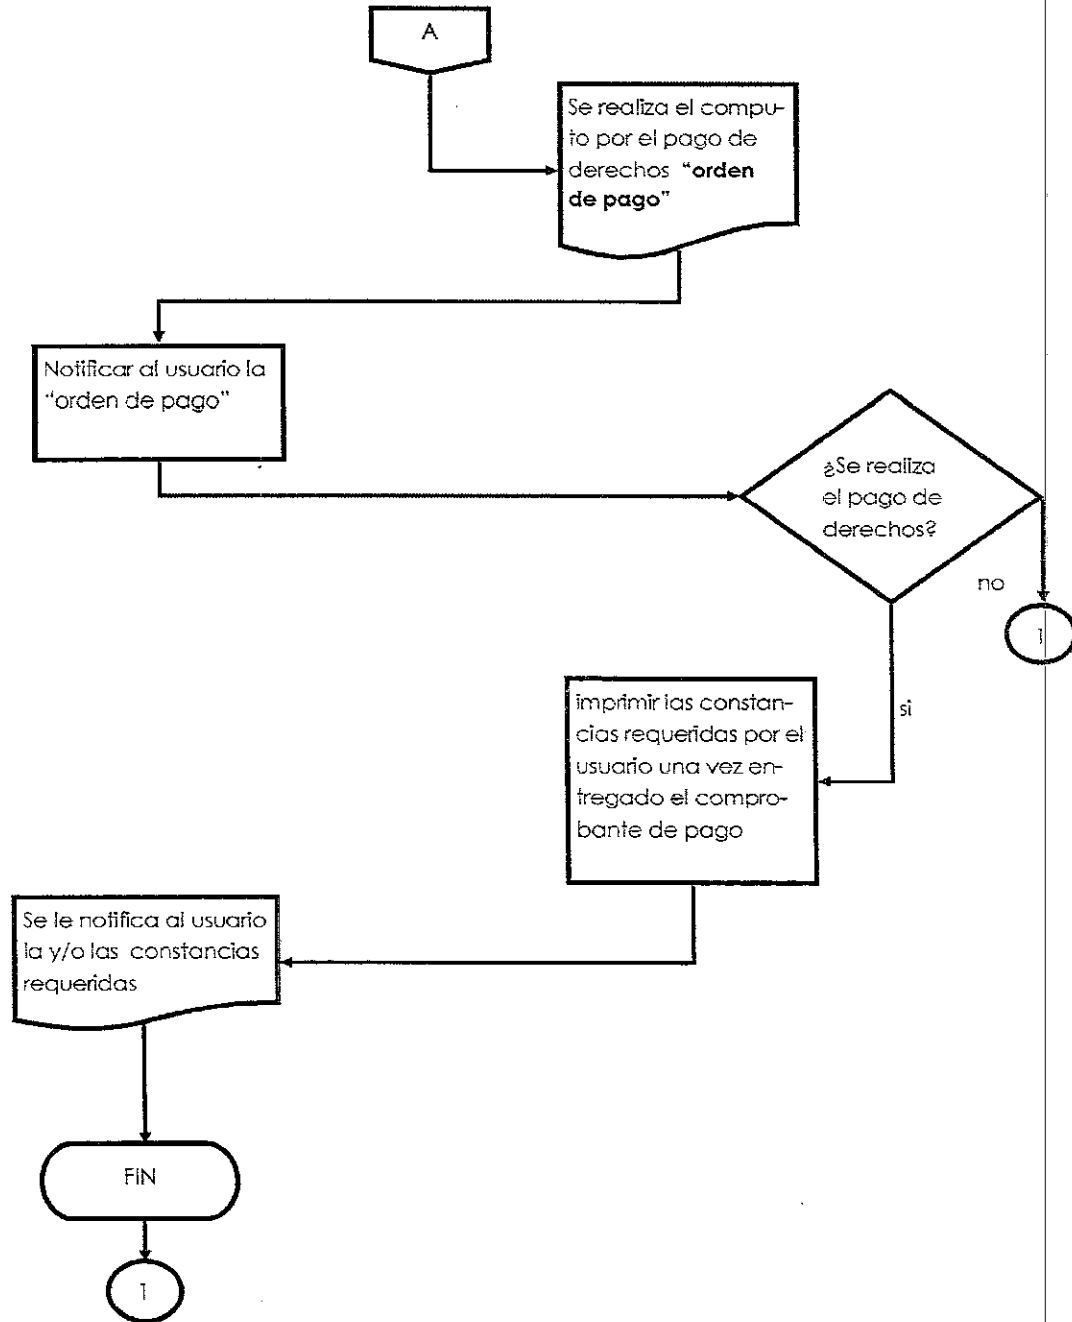 A
Se realiza el compu-
to por el pago de
derechos "orden
de pago"
Notificar al usuario la
"orden de pago"
¿Se realiza
el pago de
derechos?
no
1
si
imprimir las constan-
cias requeridas por el
usuario una vez en-
tregado el compro-
bante de pago
Se le notifica al usuario
la y/o las constancias
requeridas
FIN
1